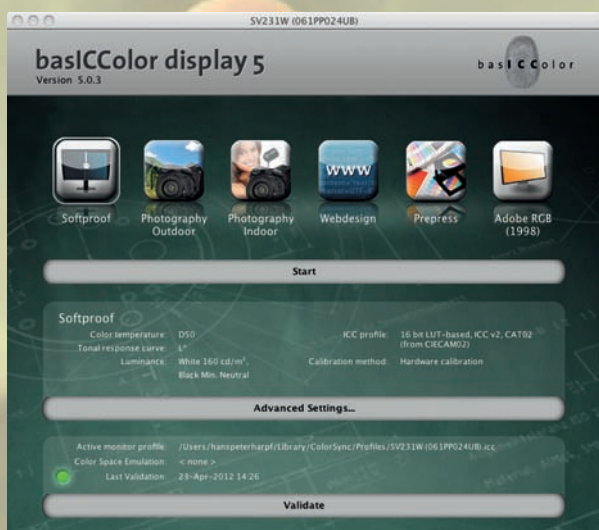 SV231W (061PP024UB)
basICColor display 5
Version 5.0.3
basICColor
Softproof
Photography Outdoor
Photography Indoor
WWW
Webdesign
Prepress
Adobe RGB (1998)
Start
Softproof
Color temperature: D50
Tonal response curve: L*
Luminance: White 160 cd/m², Black Min. Neutral
ICC profile: 16 bit LUT-based, ICC v2, CAT02 (from CIECAM02)
Calibration method: Hardware calibration
Advanced Settings...
Active monitor profile: /Users/hanspeterharpf/Library/ColorSync/Profiles/SV231W (061PP024UB).icc
Color Space Emulation: < none >
Last Validation: 23-Apr-2012 14:26
Validate